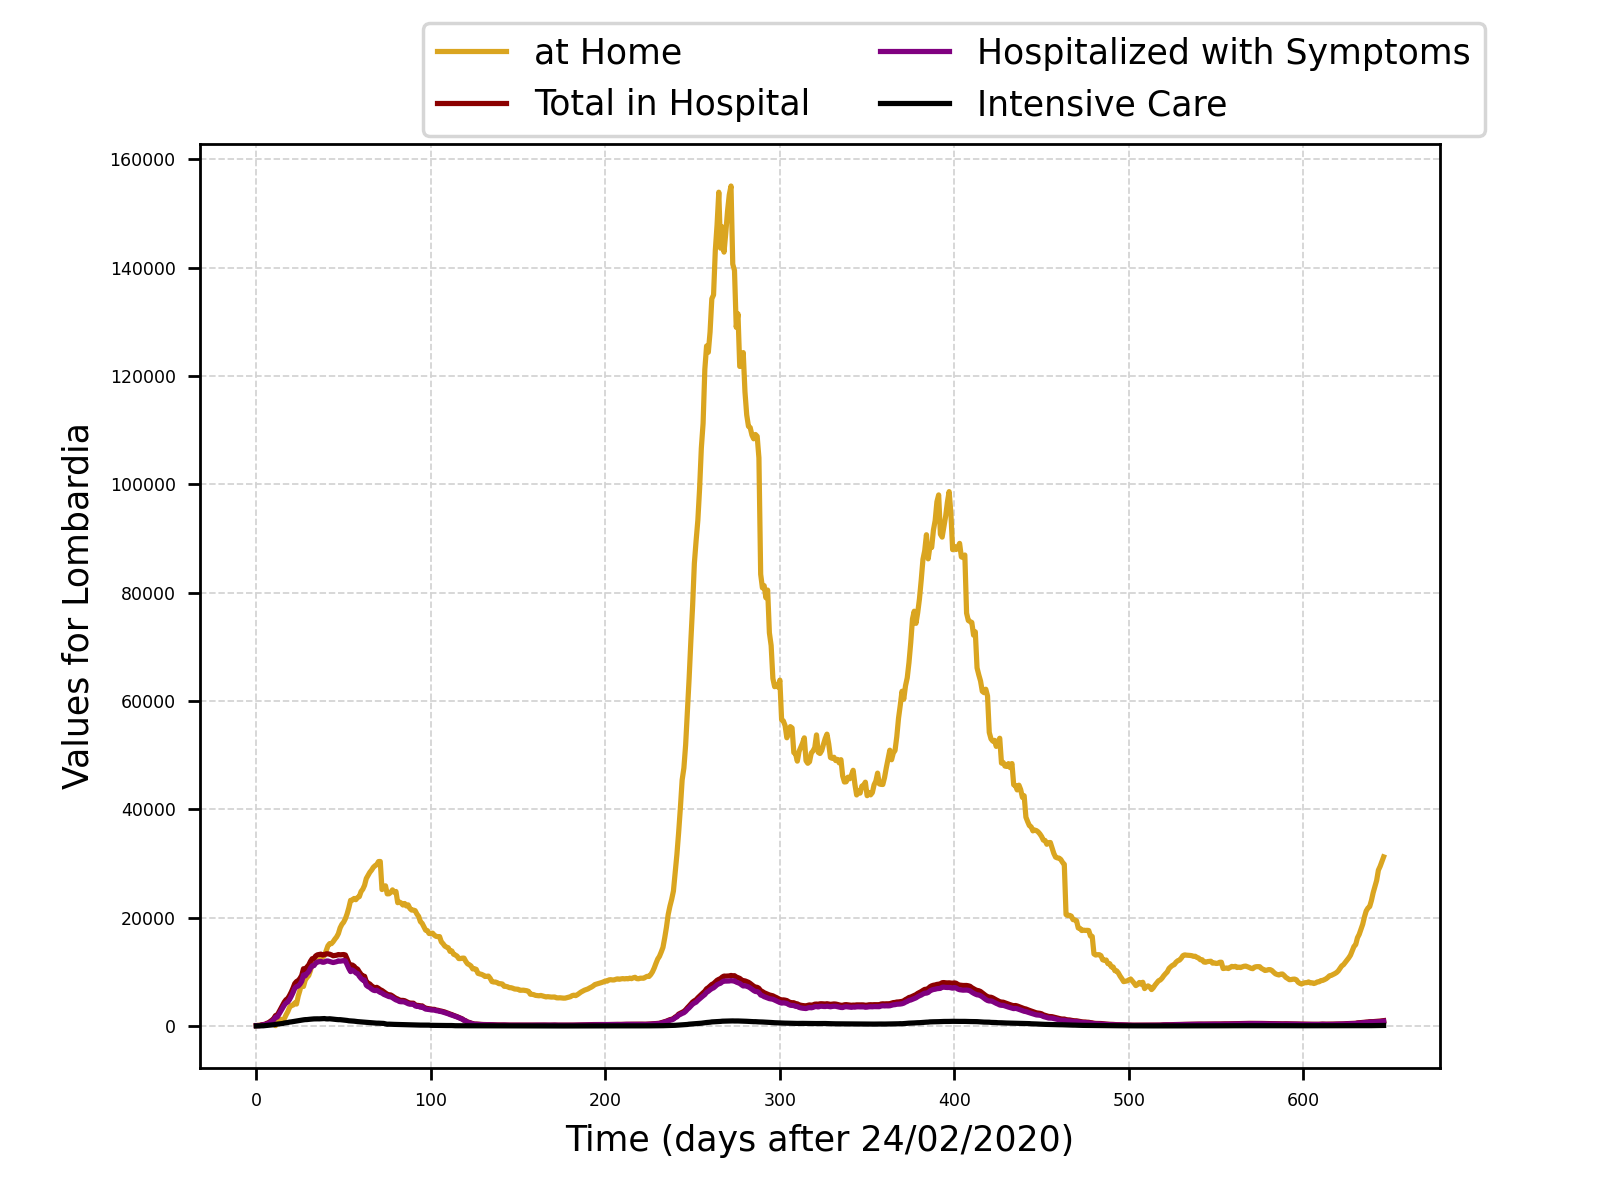 at Home
Hospitalized with Symptoms
Total in Hospital
Intensive Care
160000
140000
120000
100000
80000
60000
40000
20000
0
Values for Lombardia
0 100 200 300 400 500 600
Time (days after 24/02/2020)